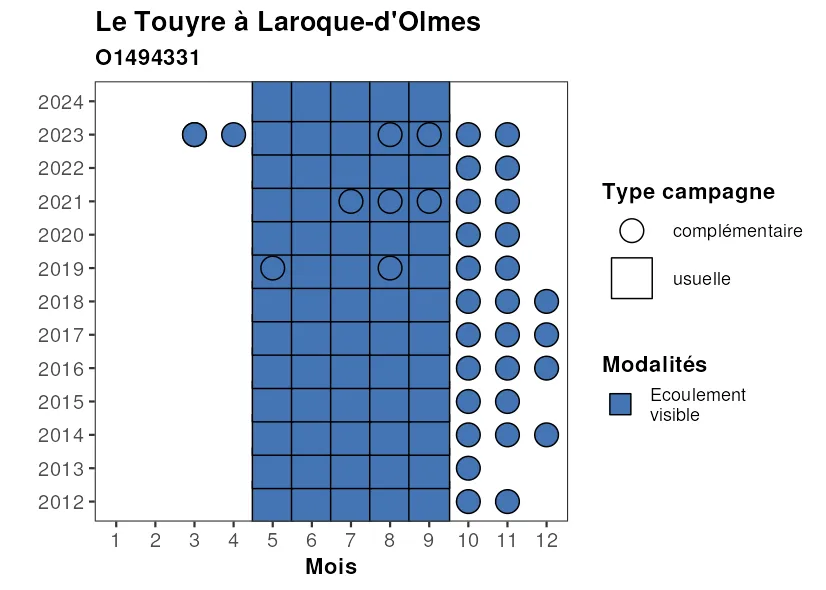 Le Touyre à Laroque-d'Olmes
O1494331
2024
2023
2022
2021
2020
2019
2018
2017
2016
2015
2014
2013
2012
1 2 3 4 5 6 7 8 9 10 11 12
Mois
Type campagne
complémentaire
usuelle
Modalités
Ecoulement
visible